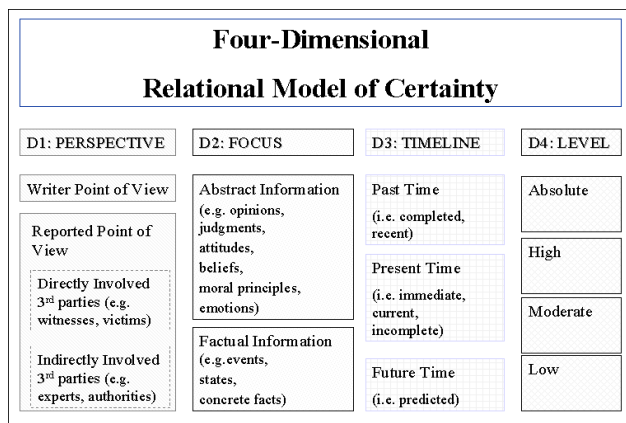 Four-Dimensional
Relational Model of Certainty
D1: PERSPECTIVE
Writer Point of View
Reported Point of
View
Directly Involved
3rd parties (e.g.
witnesses, victims)
Indirectly Involved
3rd parties (e.g.
experts, authorities)
D2: FOCUS
Abstract Information
(e.g. opinions,
judgments,
attitudes,
beliefs,
moral principles,
emotions)
Factual Information
(e.g.events,
states,
concrete facts)
D3: TIMELINE
Past Time
(i.e. completed,
recent)
Present Time
(i.e. immediate,
current,
incomplete)
Future Time
(i.e. predicted)
D4: LEVEL
Absolute
High
Moderate
Low